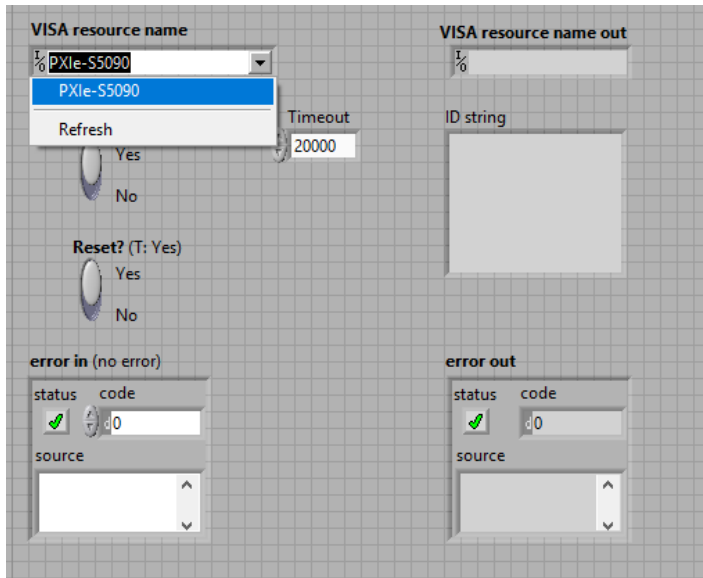 VISA resource name
VISA resource name out
PXIe-S5090
PXIe-S5090
Refresh
Timeout
20000
ID string
Yes
No
Reset? (T: Yes)
Yes
No
error in (no error)
error out
status code
0
source
status code
0
source